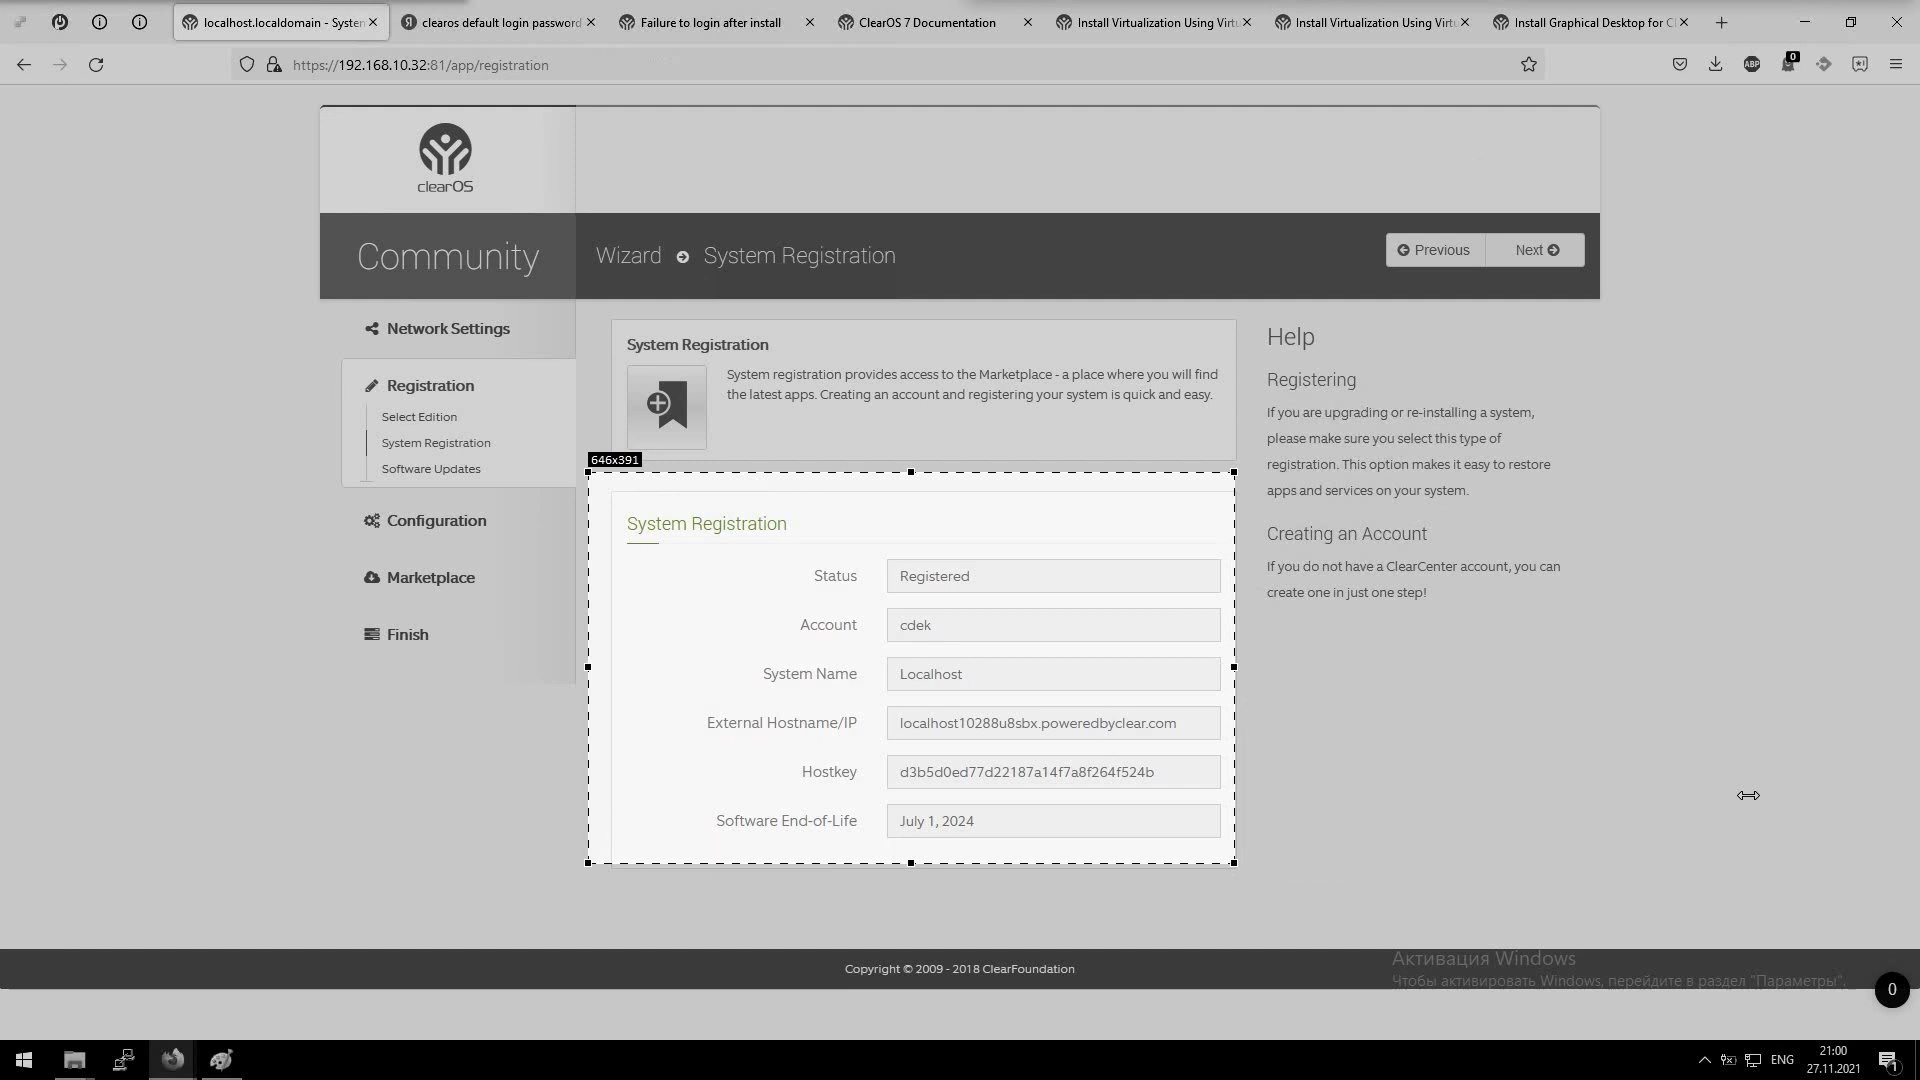 localhost.localdomain - System
clearos default login password
Failure to login after install
ClearOS 7 Documentation
Install Virtualization Using Virtu
Install Virtualization Using Virtu
Install Graphical Desktop for Cl
https://192.168.10.32:81/app/registration
ABP
0
clearOS
Community
Wizard System Registration
Previous
Next
Network Settings
Registration
Select Edition
System Registration
Software Updates
Configuration
Marketplace
Finish
System Registration
System registration provides access to the Marketplace - a place where you will find
the latest apps. Creating an account and registering your system is quick and easy.
646x391
System Registration
Status Registered
Account cdek
System Name Localhost
External Hostname/IP localhost10288u8sbx.poweredbyclear.com
Hostkey d3b5d0ed77d22187a14f7a8f264f524b
Software End-of-Life July 1, 2024
Help
Registering
If you are upgrading or re-installing a system,
please make sure you select this type of
registration. This option makes it easy to restore
apps and services on your system.
Creating an Account
If you do not have a ClearCenter account, you can
create one in just one step!
Copyright © 2009 - 2018 ClearFoundation
Активация Windows
Чтобы активировать Windows, перейдите в раздел "Параметры".
0
ENG
21:00
27.11.2021
1